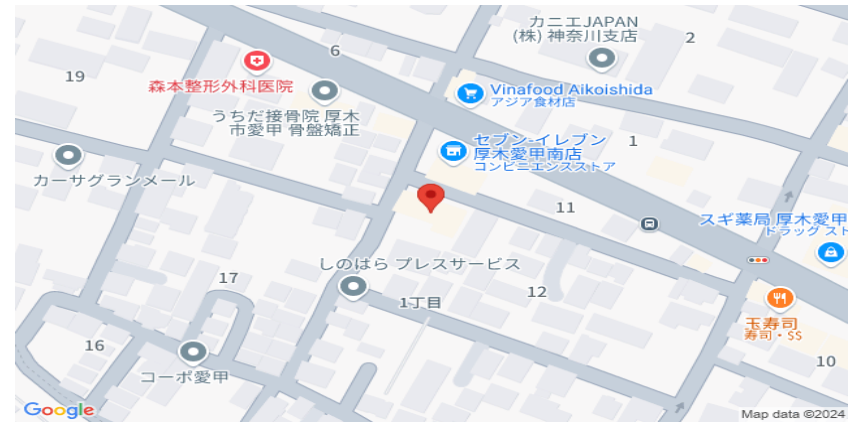 カニエJAPAN
(株) 神奈川支店
2
6
19
森本整形外科医院
Vinafood Aikoishida
アジア食材店
うちだ接骨院 厚木
市愛甲 骨盤矯正
セブン-イレブン
厚木愛甲南店
コンビニエンスストア
1
カーサグランメール
11
スギ薬局 厚木愛甲
ドラッグスト
しのはら プレスサービス
17
12
1丁目
玉寿司
寿司・$$
16
コーポ愛甲
10
Google
Map data ©2024